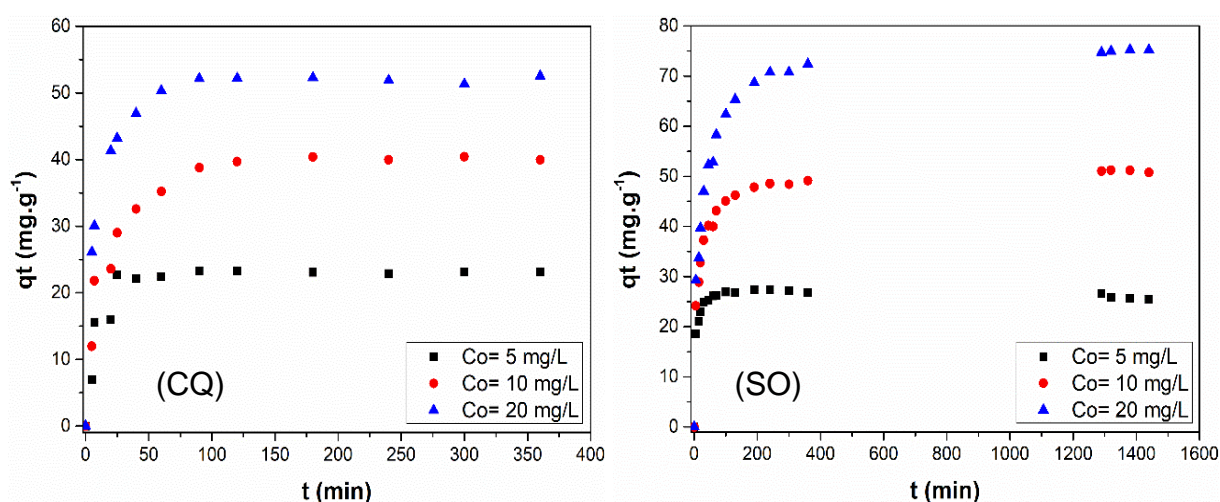 60
50
40
30
20
10
0
qt (mg.g⁻¹)
(CQ)
Co= 5 mg/L
Co= 10 mg/L
Co= 20 mg/L
0 50 100 150 200 250 300 350 400
t (min)
80
70
60
50
40
30
20
10
0
qt (mg.g⁻¹)
(SO)
Co= 5 mg/L
Co= 10 mg/L
Co= 20 mg/L
0 200 400 600 800 1000 1200 1400 1600
t (min)